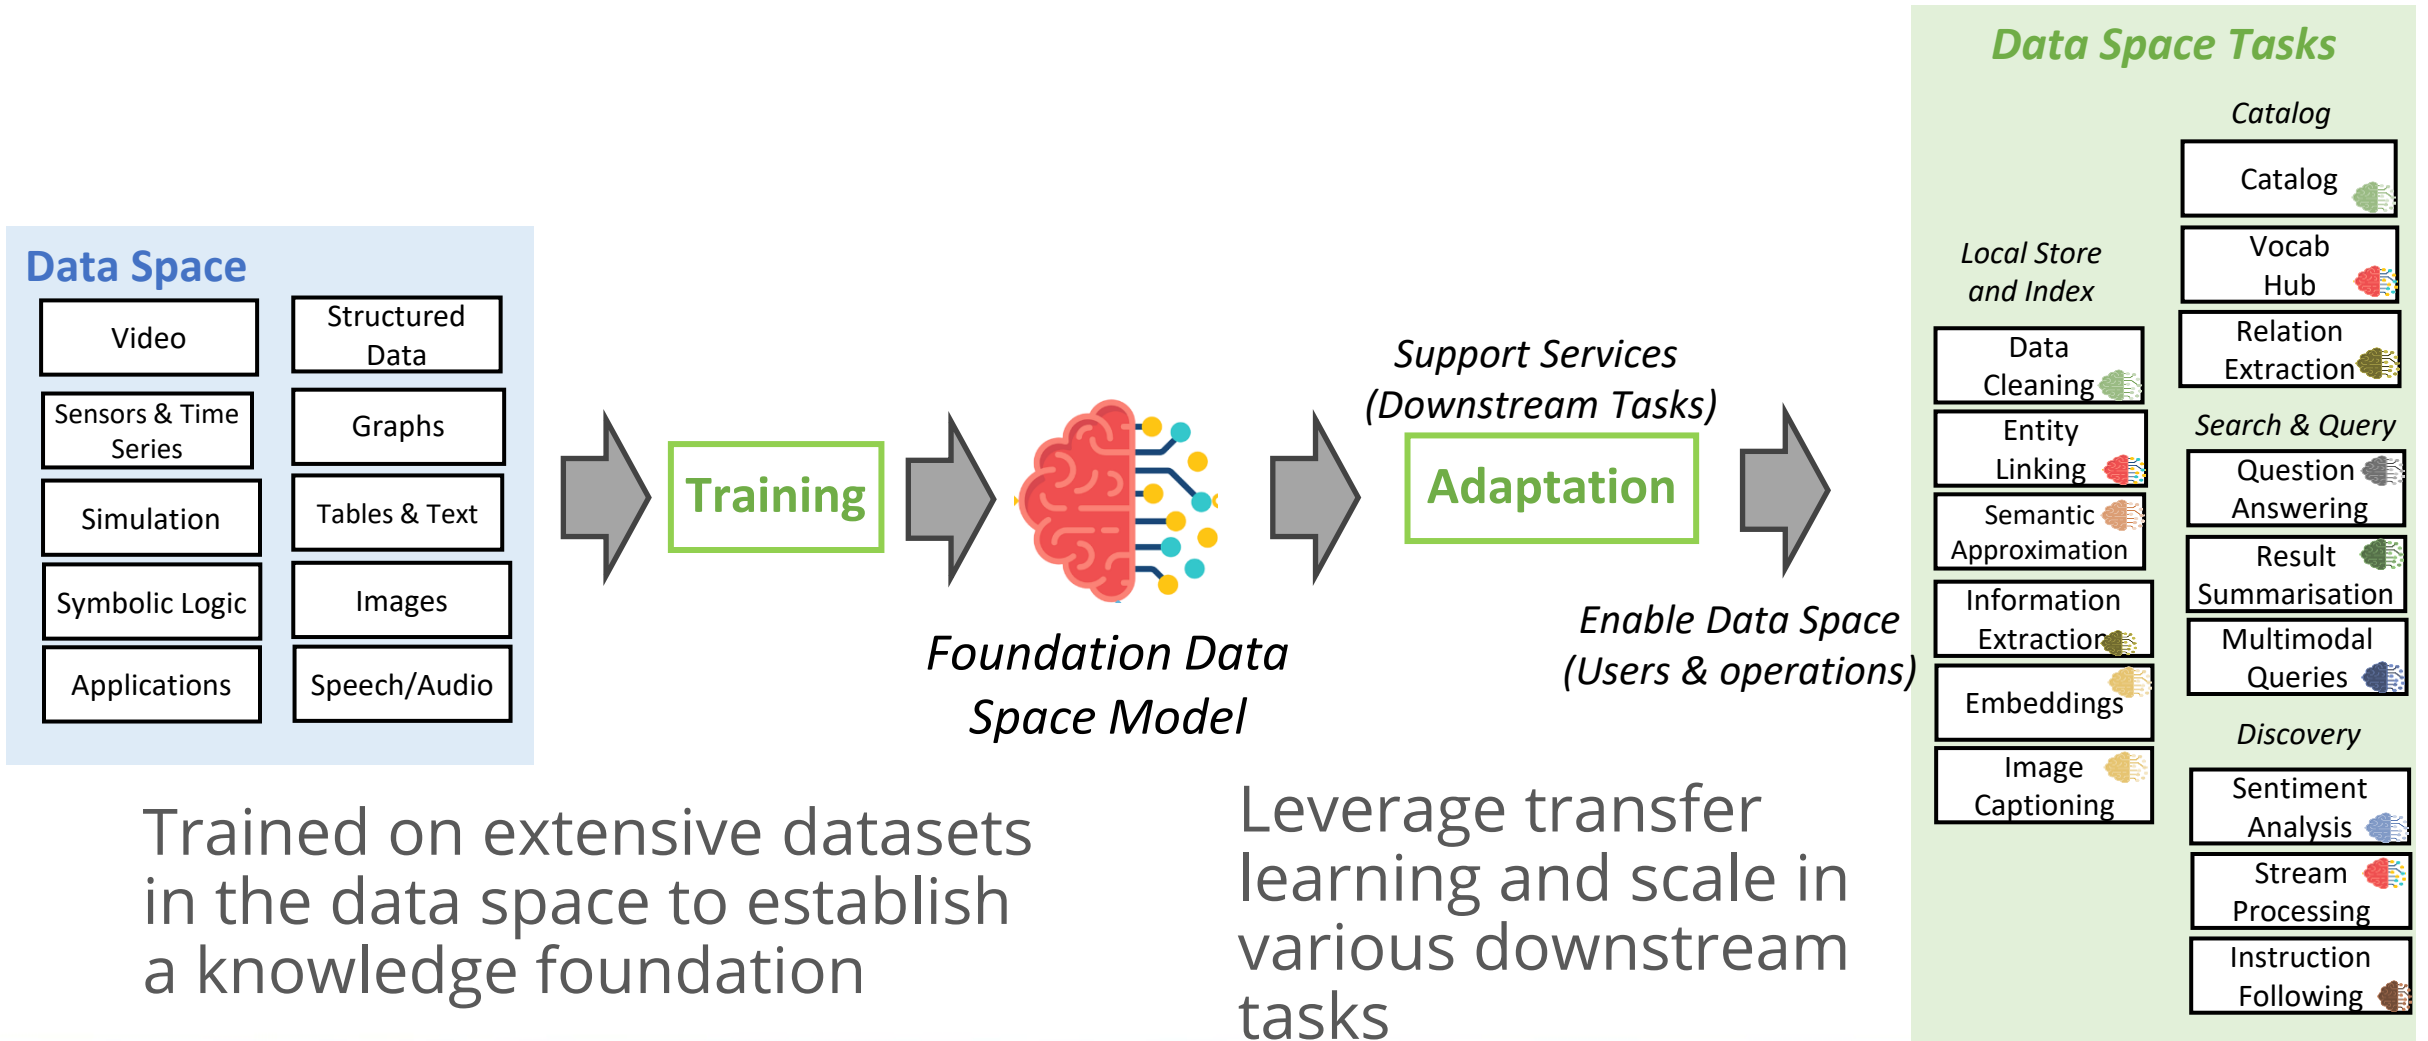 Data Space
Video
Structured
Data
Sensors & Time
Series
Graphs
Simulation
Tables & Text
Symbolic Logic
Images
Applications
Speech/Audio
Training
Foundation Data
Space Model
Support Services
(Downstream Tasks)
Adaptation
Enable Data Space
(Users & operations)
Trained on extensive datasets
in the data space to establish
a knowledge foundation
Leverage transfer
learning and scale in
various downstream
tasks
Data Space Tasks
Local Store
and Index
Data
Cleaning
Entity
Linking
Semantic
Approximation
Information
Extraction
Embeddings
Image
Captioning
Catalog
Catalog
Vocab
Hub
Relation
Extraction
Search & Query
Question
Answering
Result
Summarisation
Multimodal
Queries
Discovery
Sentiment
Analysis
Stream
Processing
Instruction
Following